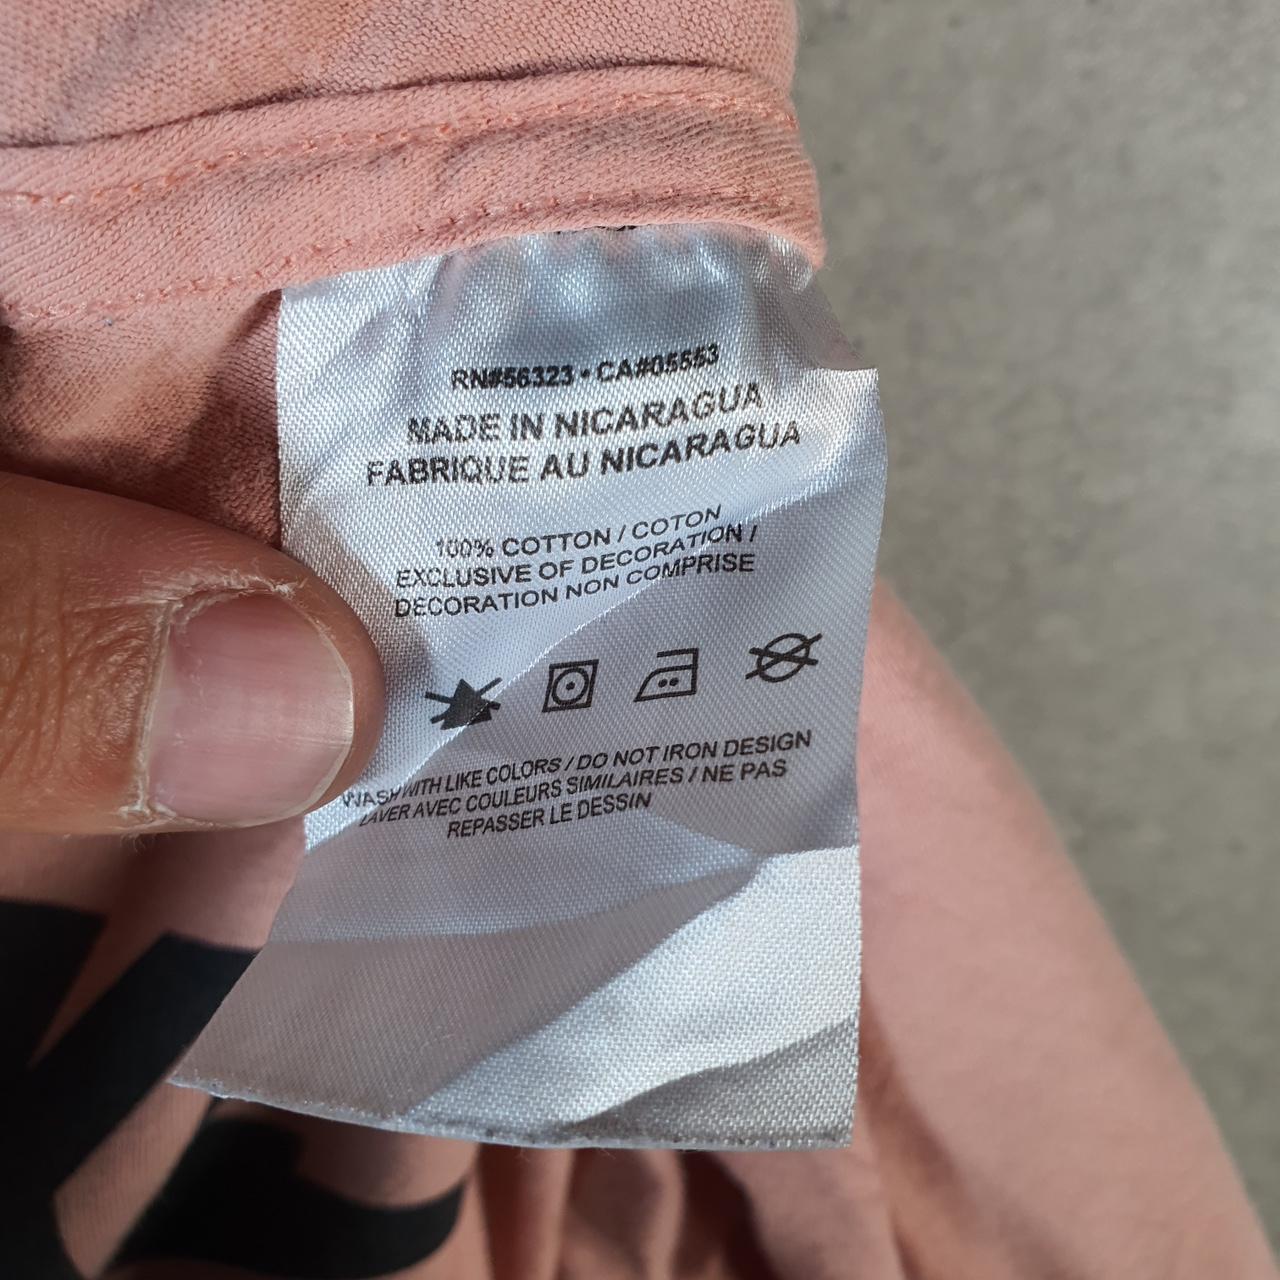 RN#56323 • CA#05553
MADE IN NICARAGUA
FABRIQUE AU NICARAGUA
100% COTTON / COTON
EXCLUSIVE OF DECORATION /
DECORATION NON COMPRISE
WASH WITH LIKE COLORS / DO NOT IRON DESIGN
LAVER AVEC COULEURS SIMILAIRES / NE PAS
REPASSER LE DESSIN